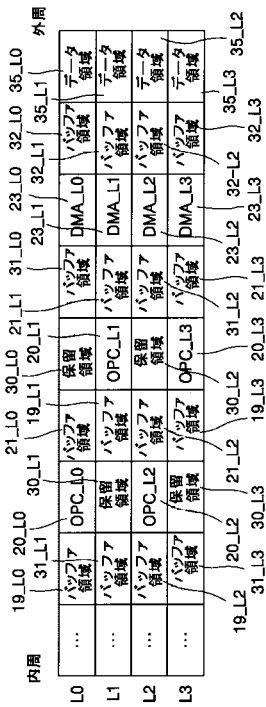 内周 外周
19_L0 20_L0 21_L0 30_L0 31_L0 23_L0 32_L0 35_L0
31_L1 30_L1 19_L1 20_L1 21_L1 23_L1 32_L1 35_L1
L0 … バッファ領域 OPC_L0 バッファ領域 保留領域 バッファ領域 DMA_L0 バッファ領域 データ領域
L1 … バッファ領域 保留領域 バッファ領域 OPC_L1 バッファ領域 DMA_L1 バッファ領域 データ領域
L2 … バッファ領域 OPC_L2 バッファ領域 保留領域 バッファ領域 DMA_L2 バッファ領域 データ領域
L3 … バッファ領域 保留領域 バッファ領域 OPC_L3 バッファ領域 DMA_L3 バッファ領域 データ領域
19_L2 20_L2 21_L2 30_L2 31_L2 23_L2 32-L2 35_L2
31_L3 30_L3 19_L3 20_L3 21_L3 23_L3 32_L3 35_L3